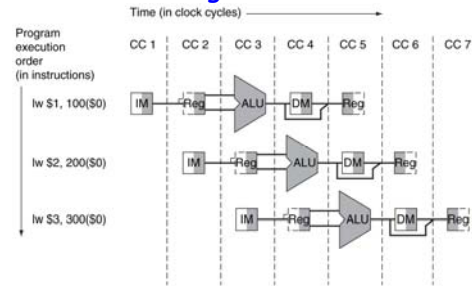 Time (in clock cycles)
Program
execution
order
(in instructions)
CC 1 CC 2 CC 3 CC 4 CC 5 CC 6 CC 7
lw $1, 100($0) IM Reg ALU DM Reg
lw $2, 200($0) IM Reg ALU DM Reg
lw $3, 300($0) IM Reg ALU DM Reg